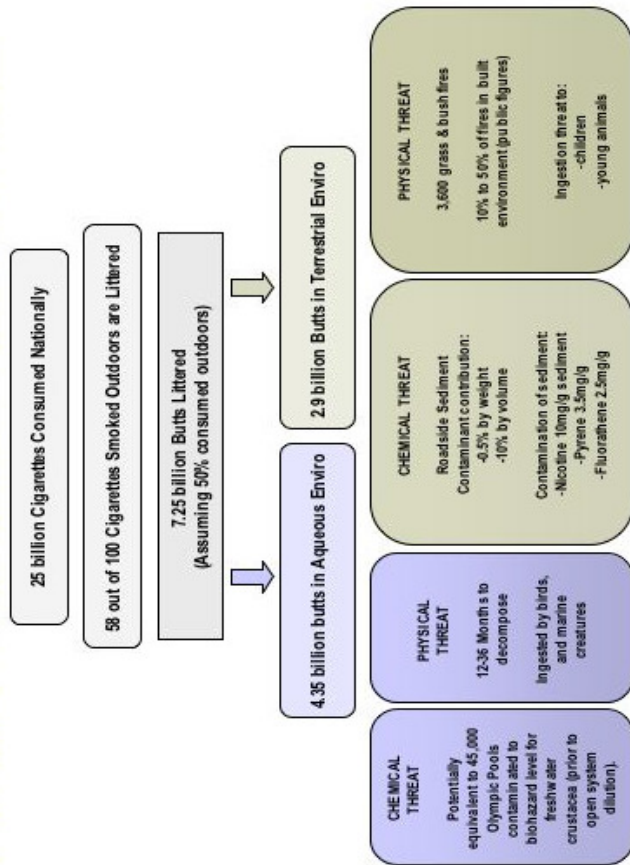 25 billion Cigarettes Consumed Nationally
58 out of 100 Cigarettes Smoked Outdoors are Littered
7.25 billion Butts Littered
(Assuming 50% consumed outdoors)
4.35 billion butts in Aqueous Enviro
2.9 billion Butts in Terrestrial Enviro
CHEMICAL
THREAT
Potentially
equivalent to 45,000
Olympic Pools
contaminated to
biohazard level for
freshwater
crustacea (prior to
open system
dilution).
PHYSICAL
THREAT
12-36 Months to
decompose
Ingested by birds,
and marine
creatures
CHEMICAL THREAT
Roadside Sediment
Contaminant contribution:
-0.5% by weight
-10% by volume
Contamination of sediment:
-Nicotine 10mg/g sediment
-Pyrene 3.5mg/g
-Fluorathene 2.5mg/g
PHYSICAL THREAT
3,600 grass & bush fires
10% to 50% of fires in built
environment (public figures)
Ingestion threat to:
-children
-young animals